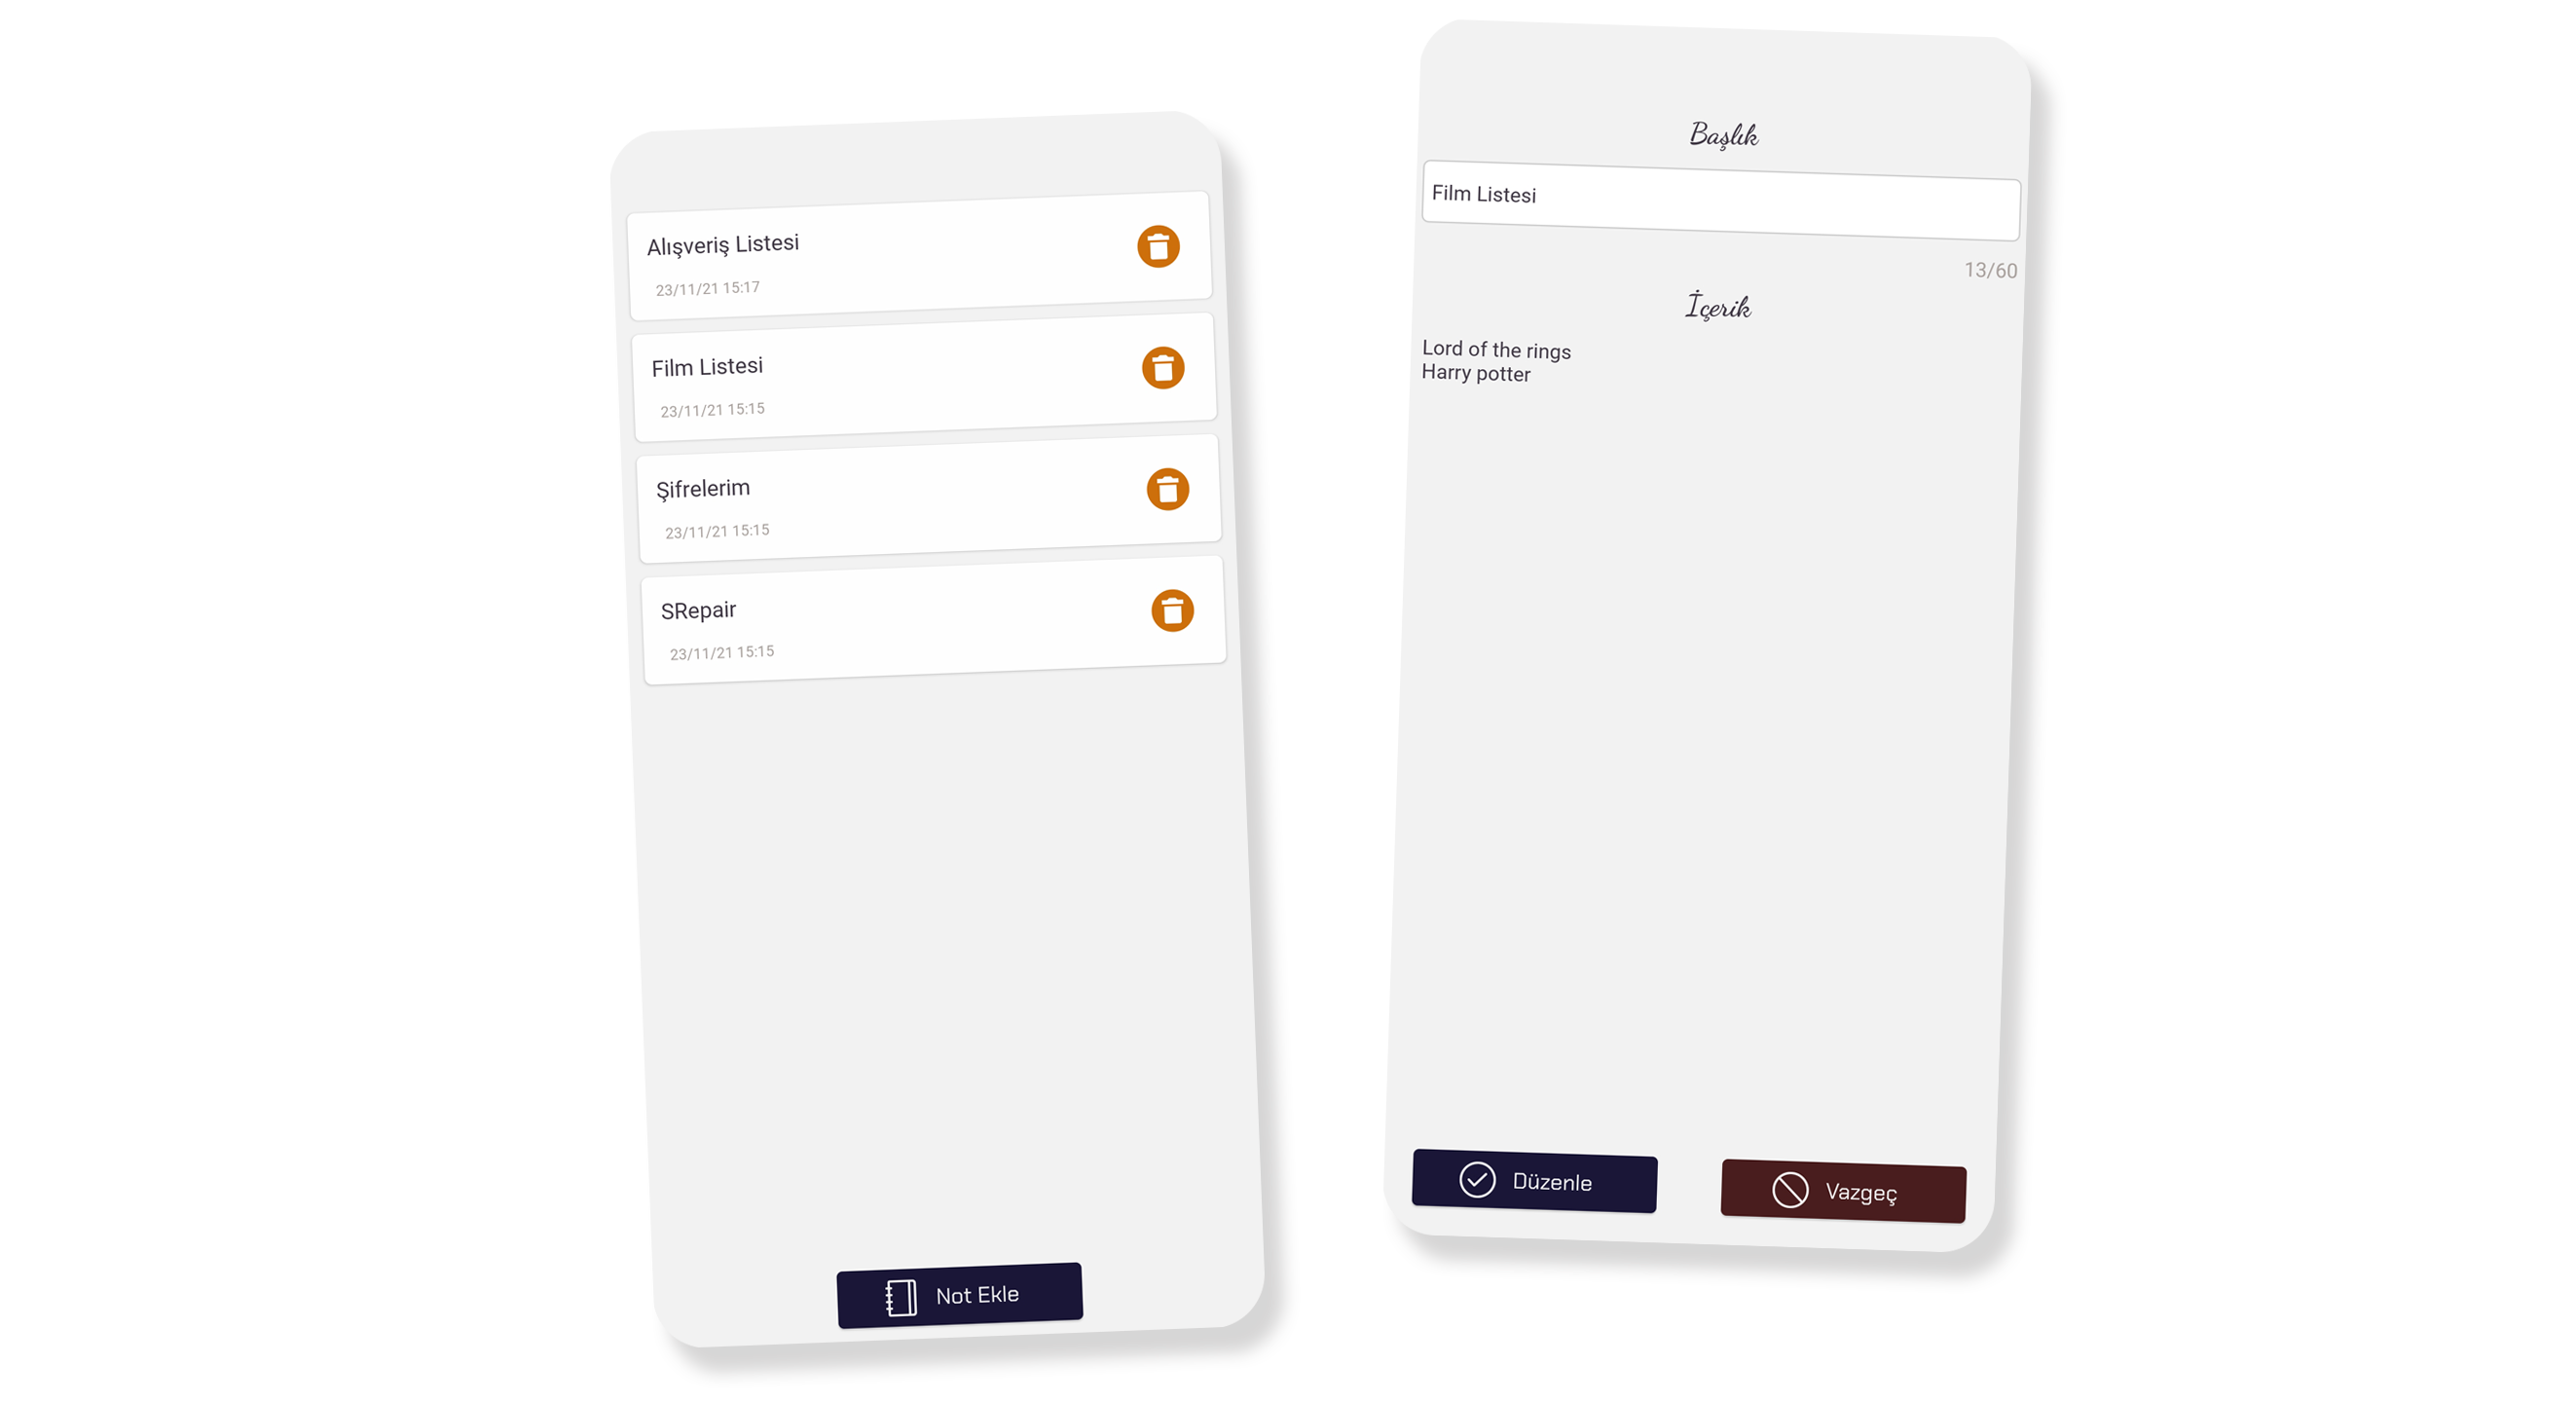 Alışveriş Listesi
23/11/21 15:17
Film Listesi
23/11/21 15:15
Şifrelerim
23/11/21 15:15
SRepair
23/11/21 15:15
Not Ekle
Başlık
Film Listesi
13/60
İçerik
Lord of the rings
Harry potter
Düzenle
Vazgeç